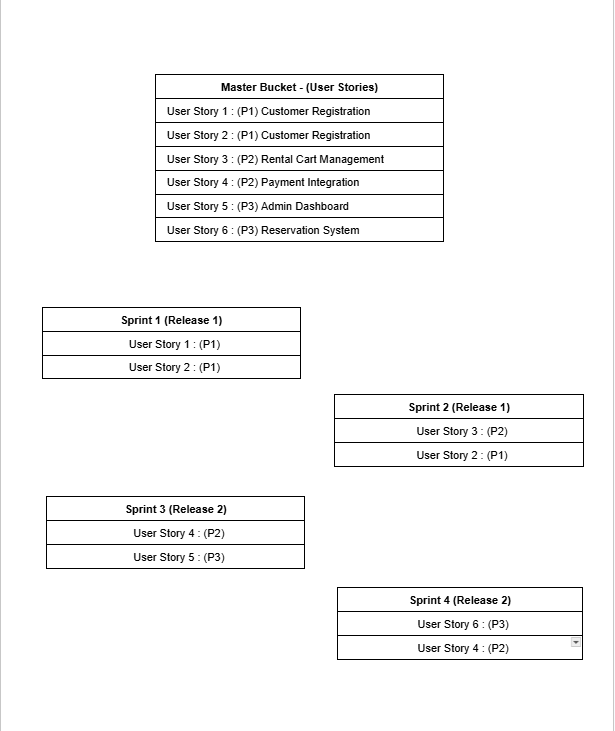 Master Bucket - (User Stories)
User Story 1 : (P1) Customer Registration
User Story 2 : (P1) Customer Registration
User Story 3 : (P2) Rental Cart Management
User Story 4 : (P2) Payment Integration
User Story 5 : (P3) Admin Dashboard
User Story 6 : (P3) Reservation System
Sprint 1 (Release 1)
User Story 1 : (P1)
User Story 2 : (P1)
Sprint 2 (Release 1)
User Story 3 : (P2)
User Story 2 : (P1)
Sprint 3 (Release 2)
User Story 4 : (P2)
User Story 5 : (P3)
Sprint 4 (Release 2)
User Story 6 : (P3)
User Story 4 : (P2)